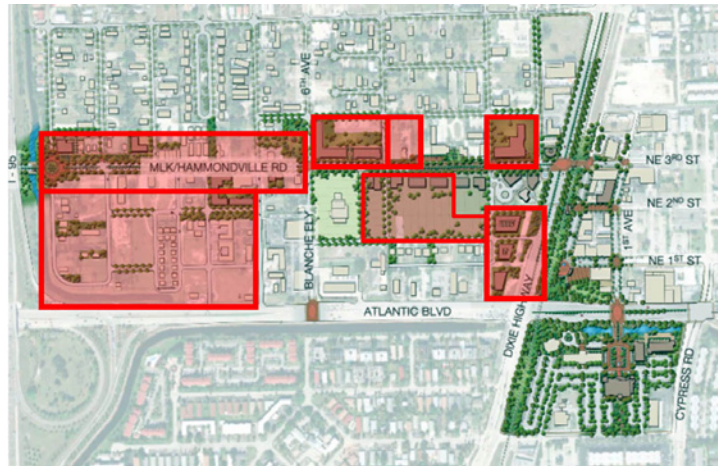 6TH AVE
I - 95
MLK/HAMMONDVILLE RD
NE 3RD ST
NE 2ND ST
1ST AVE
BLANCHE ELY
NE 1ST ST
ATLANTIC BLVD
DIXIE HIGHWAY
CYPRESS RD